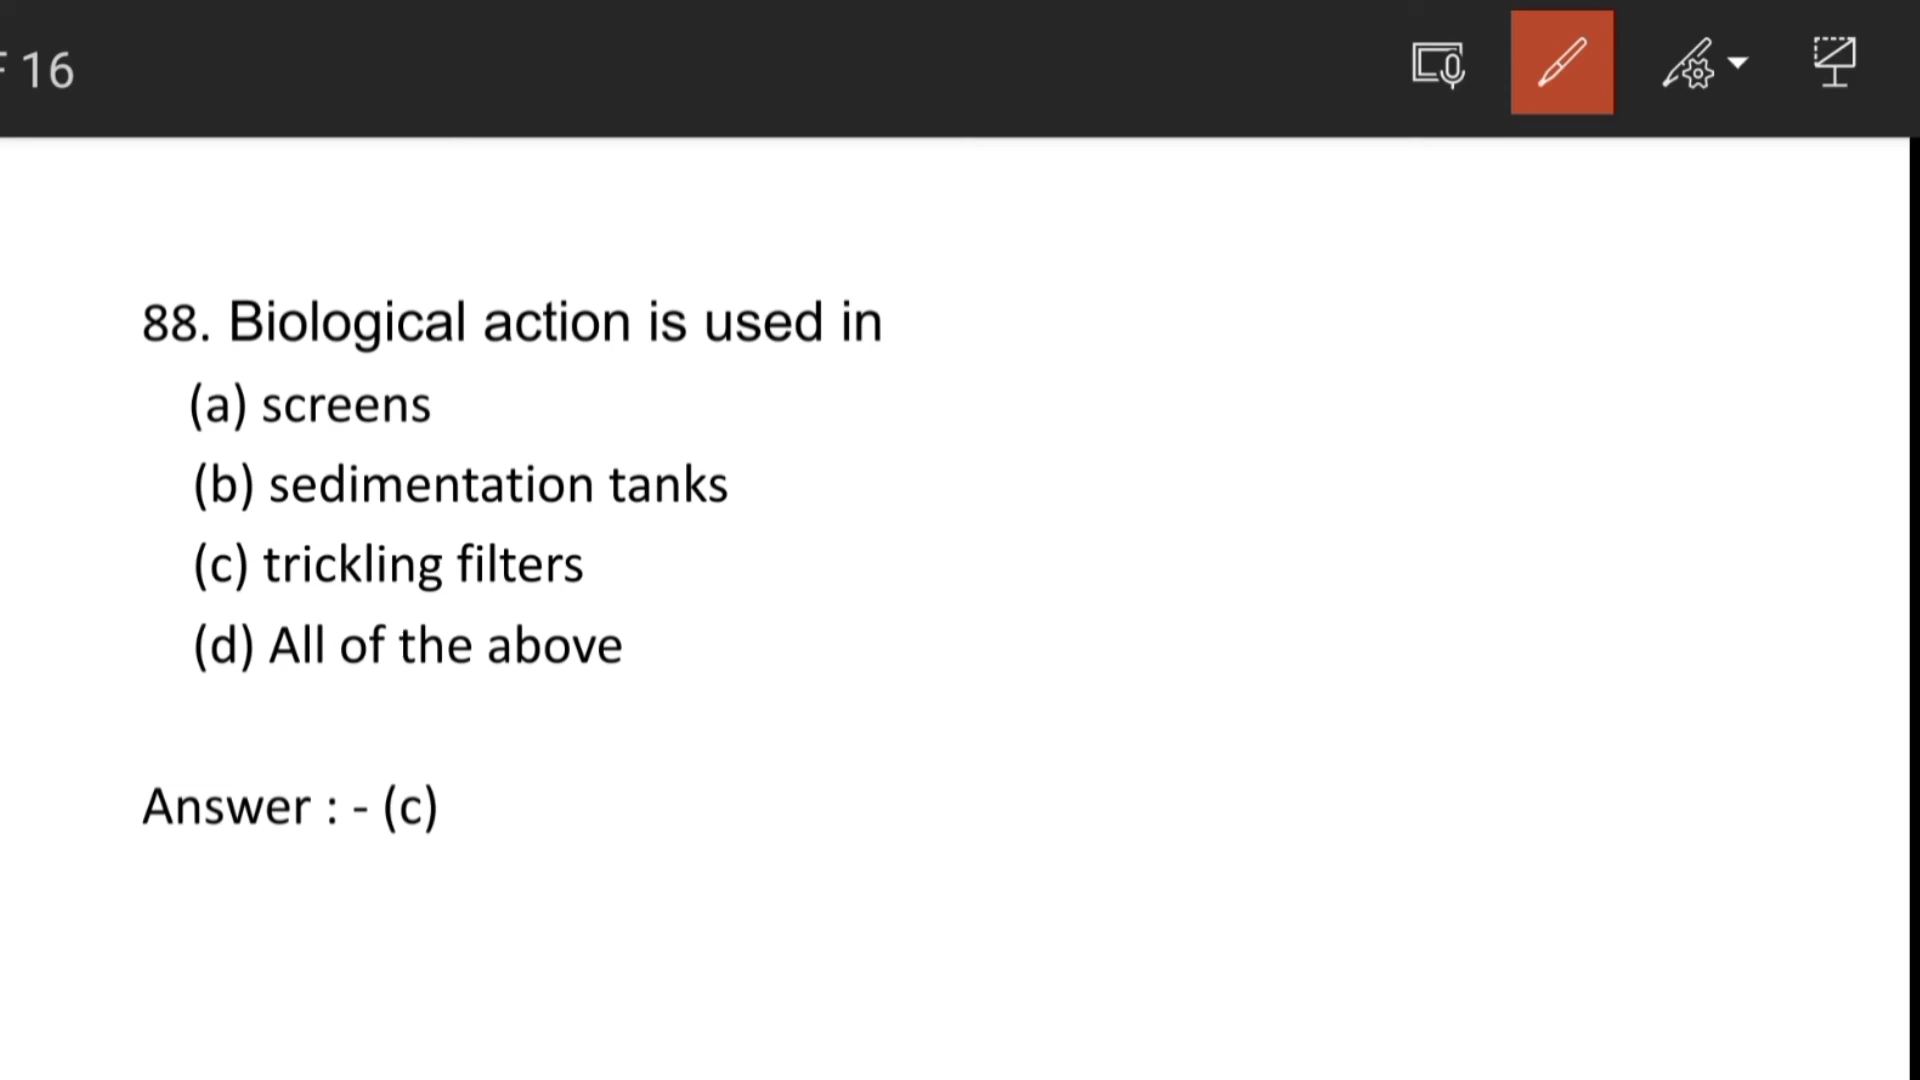 16
88. Biological action is used in
(a) screens
(b) sedimentation tanks
(c) trickling filters
(d) All of the above
Answer : - (c)